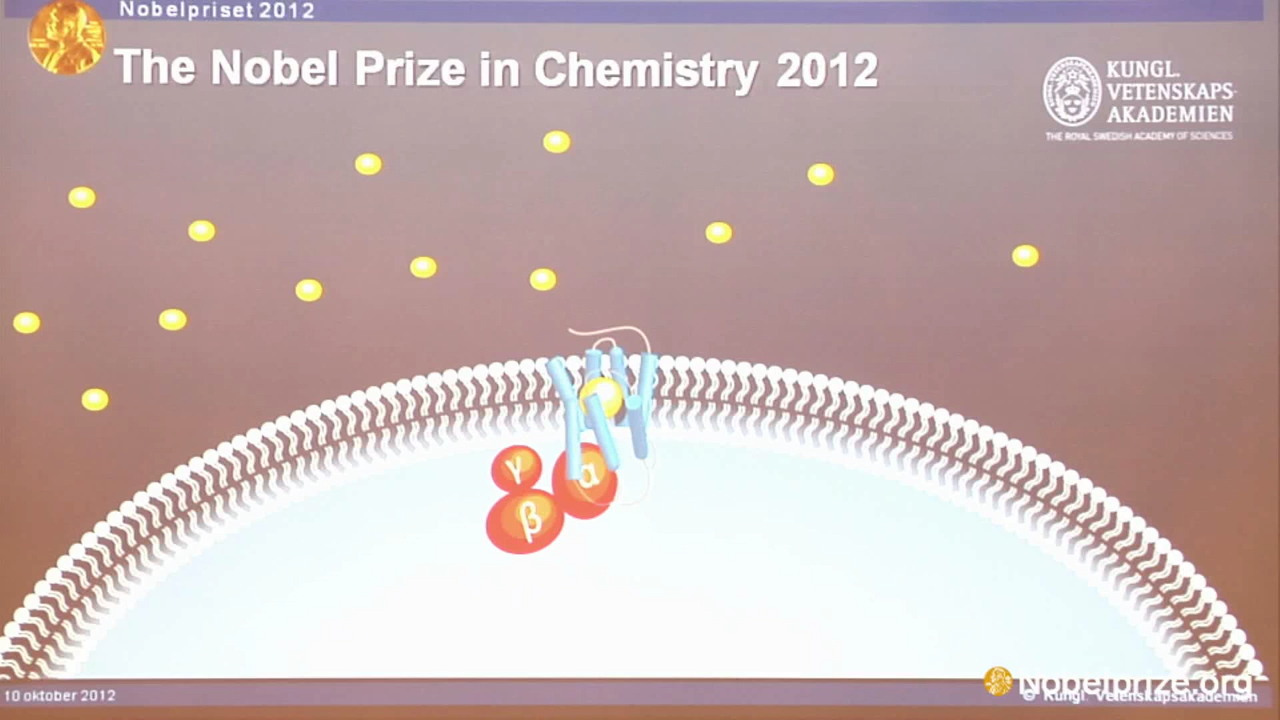 Nobelpriset 2012
The Nobel Prize in Chemistry 2012
KUNGL.
VETENSKAPS-
AKADEMIEN
THE ROYAL SWEDISH ACADEMY OF SCIENCES
γ
α
β
10 oktober 2012
Nobelprize.org
© Kungl. Vetenskapsakademien